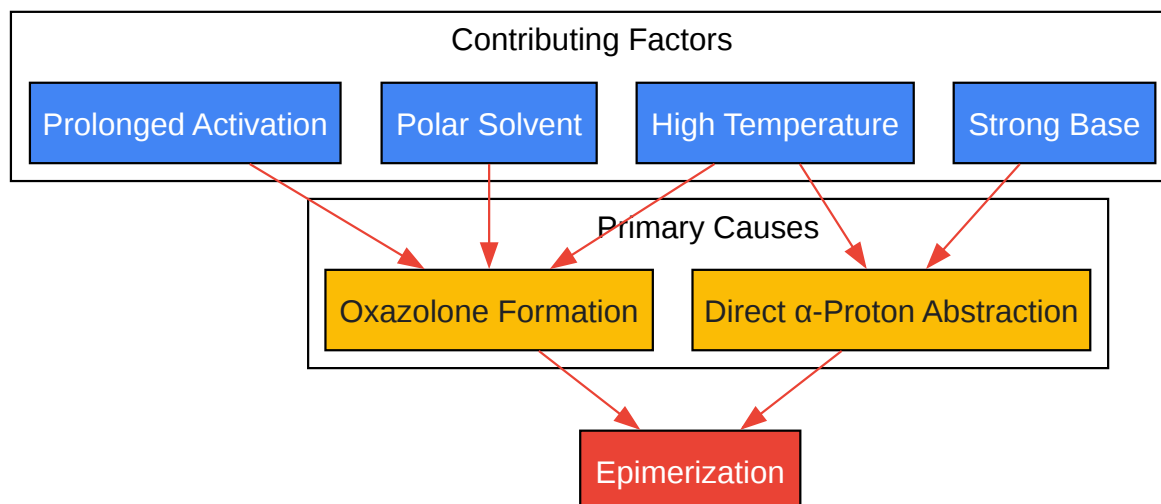 Contributing Factors
Prolonged Activation
Polar Solvent
High Temperature
Strong Base
Primary Causes
Oxazolone Formation
Direct α-Proton Abstraction
Epimerization